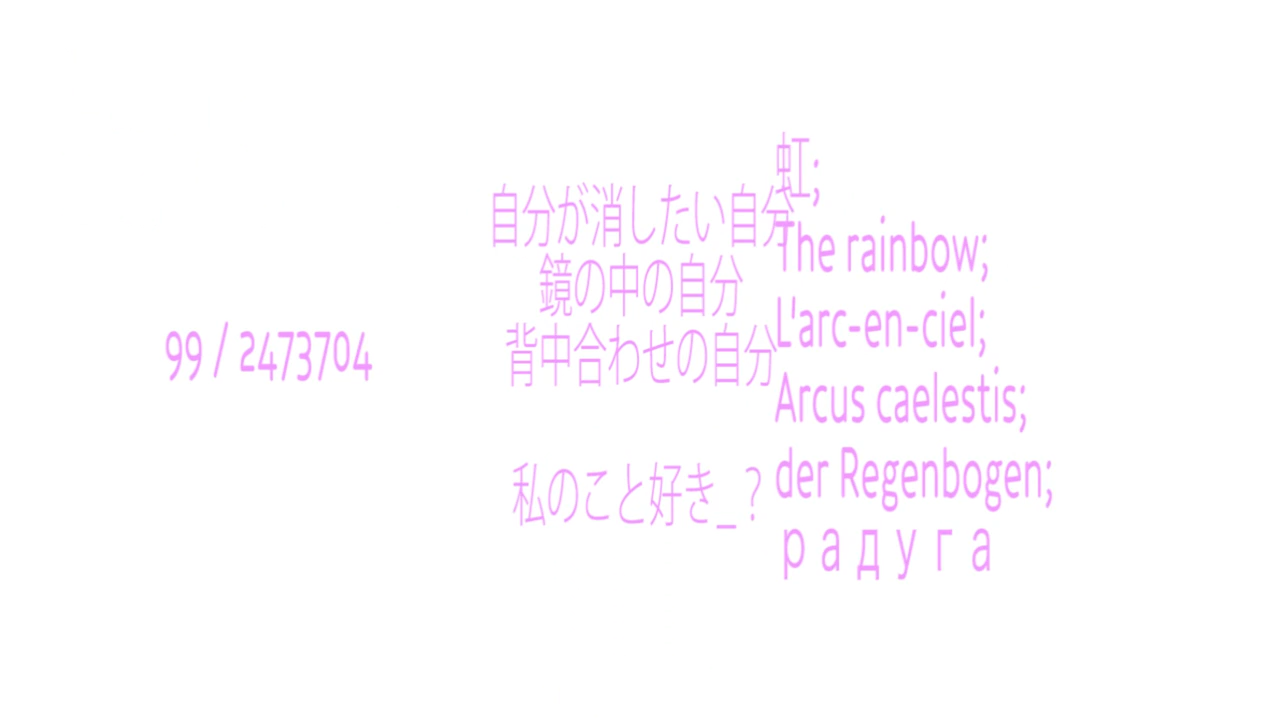 99 / 2473704
自分が消したい自分
鏡の中の自分
背中合わせの自分
私のこと好き_？
虹;
The rainbow;
L'arc-en-ciel;
Arcus caelestis;
der Regenbogen;
радуга